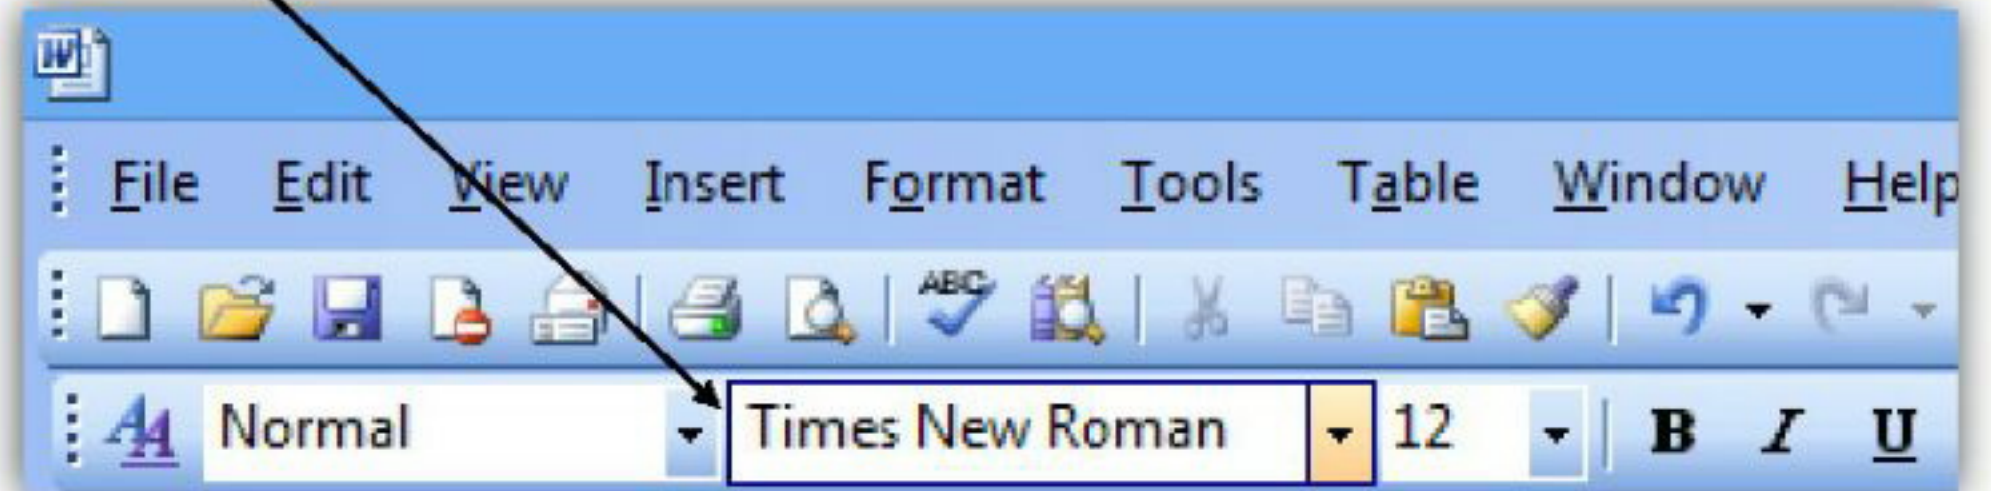 W
File Edit View Insert Format Tools Table Window Help
ABC
A A Normal Times New Roman 12 B I U